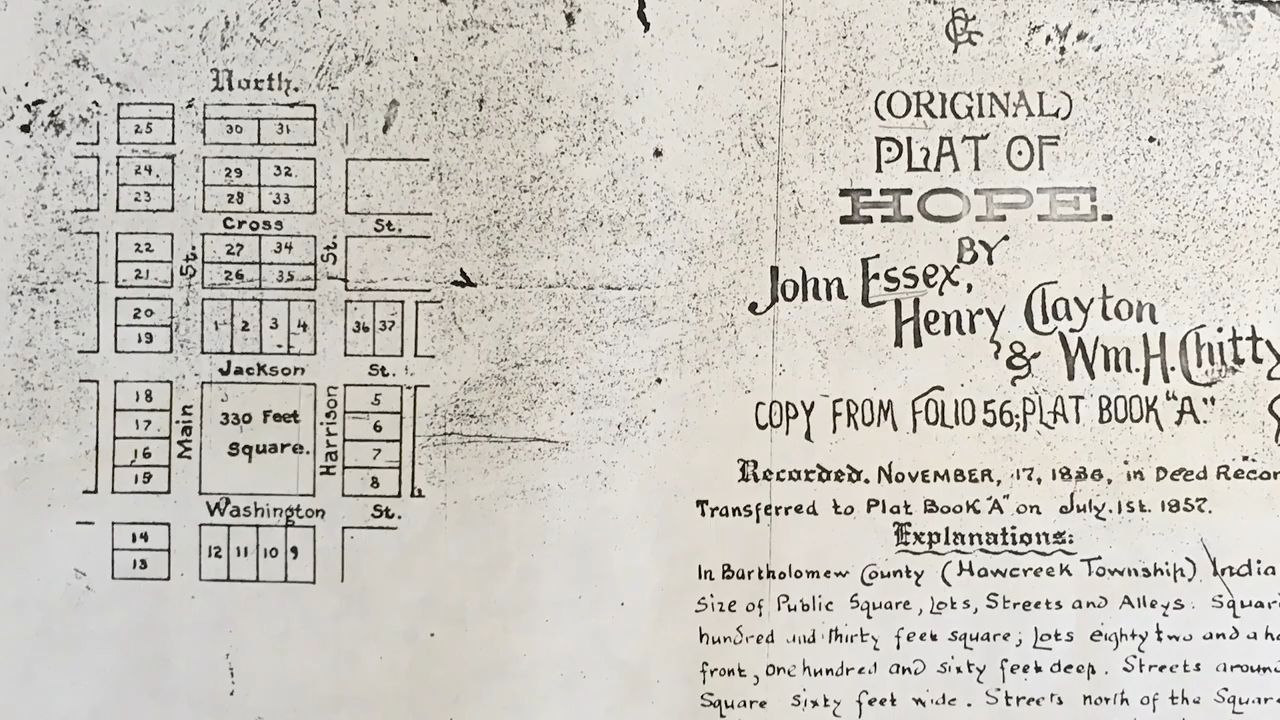 North.
25 30 31
24. 29 32
23 28 33
Cross St.
22 27 34
21 26 35
St. St.
20
19
1 2 3 4 36 37
Jackson St.
18 5
17. 6
16 7
15 8
330 Feet
Square.
Main
Harrison
Washington St.
14
13
12 11 10 9
(ORIGINAL)
PLAT OF
HOPE.
BY
John Essex,
Henry Clayton
& Wm. H. Chitty
COPY FROM FOLIO 56; PLAT BOOK "A."
Recorded. NOVEMBER, 17, 1836, in Deed Recor
Transferred to Plat Book "A" on July. 1st. 1857.
Explanations:
In Bartholomew County (Hawcreek Township) India
Size of Public Square, Lots, Streets and Alleys: Squar
hundred and thirty feet square; Lots eighty two and a ha
front, one hundred and sixty feet deep. Streets around
Square sixty feet wide. Streets north of the Squar